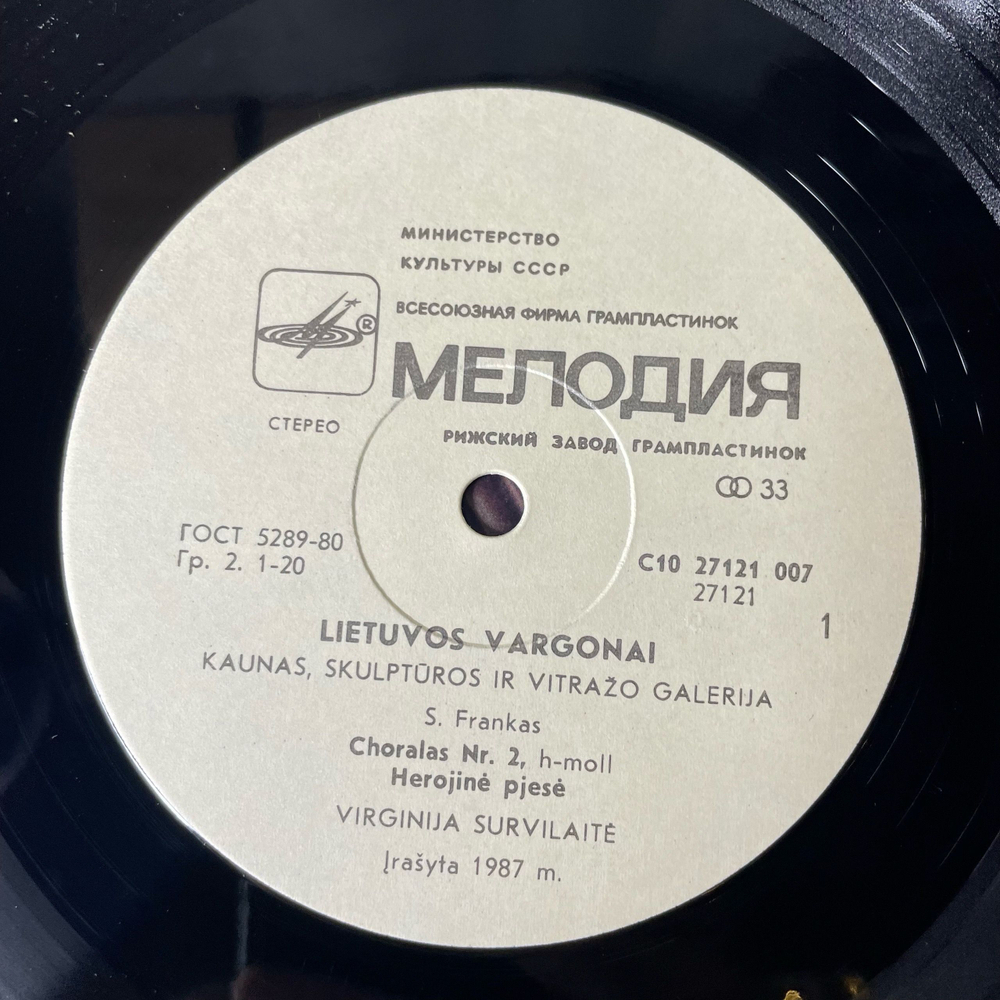 МИНИСТЕРСТВО
КУЛЬТУРЫ СССР
ВСЕСОЮЗНАЯ ФИРМА ГРАМПЛАСТИНОК
®
МЕЛОДИЯ
СТЕРЕО
РИЖСКИЙ ЗАВОД ГРАМПЛАСТИНОК
33
ГОСТ 5289-80
Гр. 2. 1-20
С10 27121 007
27121
1
LIETUVOS VARGONAI
KAUNAS, SKULPTŪROS IR VITRAŽO GALERIJA
S. Frankas
Choralas Nr. 2, h-moll
Herojinė pjesė
VIRGINIJA SURVILAITĖ
Įrašyta 1987 m.